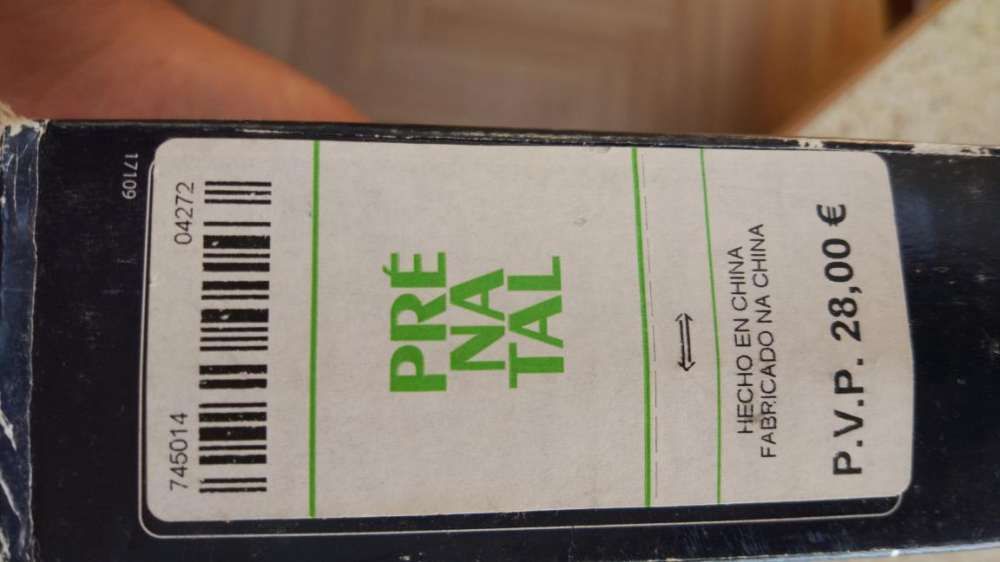 17109
745014 04272
PRÉ
NA
TAL
HECHO EN CHINA
FABRICADO NA CHINA
P.V.P. 28,00 €